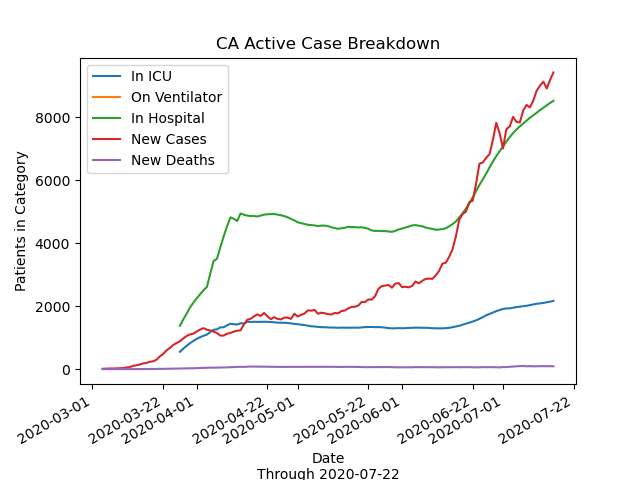 CA Active Case Breakdown
In ICU
On Ventilator
In Hospital
New Cases
New Deaths
Patients in Category
8000
6000
4000
2000
0
2020-03-01
2020-03-22
2020-04-01
2020-04-22
2020-05-01
2020-05-22
2020-06-01
2020-06-22
2020-07-01
2020-07-22
Date
Through 2020-07-22